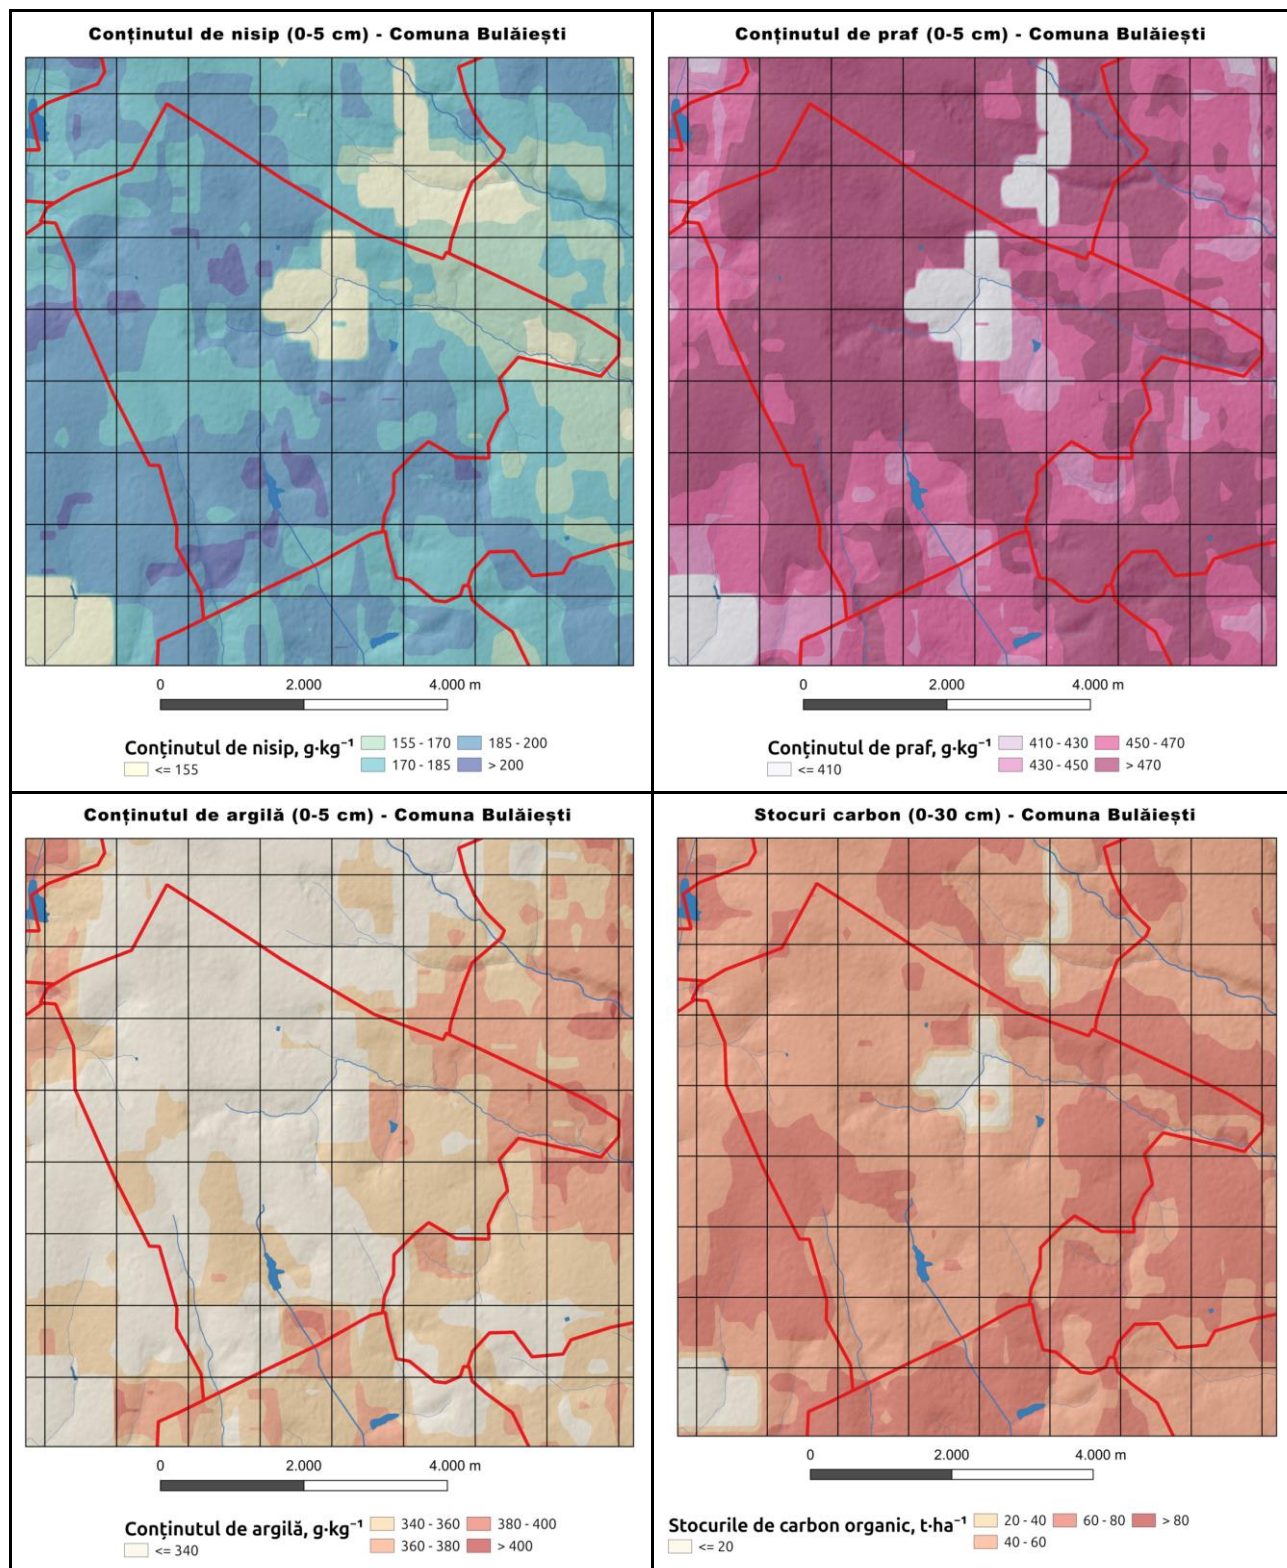 Conținutul de nisip (0-5 cm) - Comuna Bulăiești
0 2.000 4.000 m
Conținutul de nisip, g·kg⁻¹
<= 155
155 - 170
170 - 185
185 - 200
> 200
Conținutul de praf (0-5 cm) - Comuna Bulăiești
0 2.000 4.000 m
Conținutul de praf, g·kg⁻¹
<= 410
410 - 430
430 - 450
450 - 470
> 470
Conținutul de argilă (0-5 cm) - Comuna Bulăiești
0 2.000 4.000 m
Conținutul de argilă, g·kg⁻¹
<= 340
340 - 360
360 - 380
380 - 400
> 400
Stocuri carbon (0-30 cm) - Comuna Bulăiești
0 2.000 4.000 m
Stocurile de carbon organic, t·ha⁻¹
<= 20
20 - 40
40 - 60
60 - 80
> 80